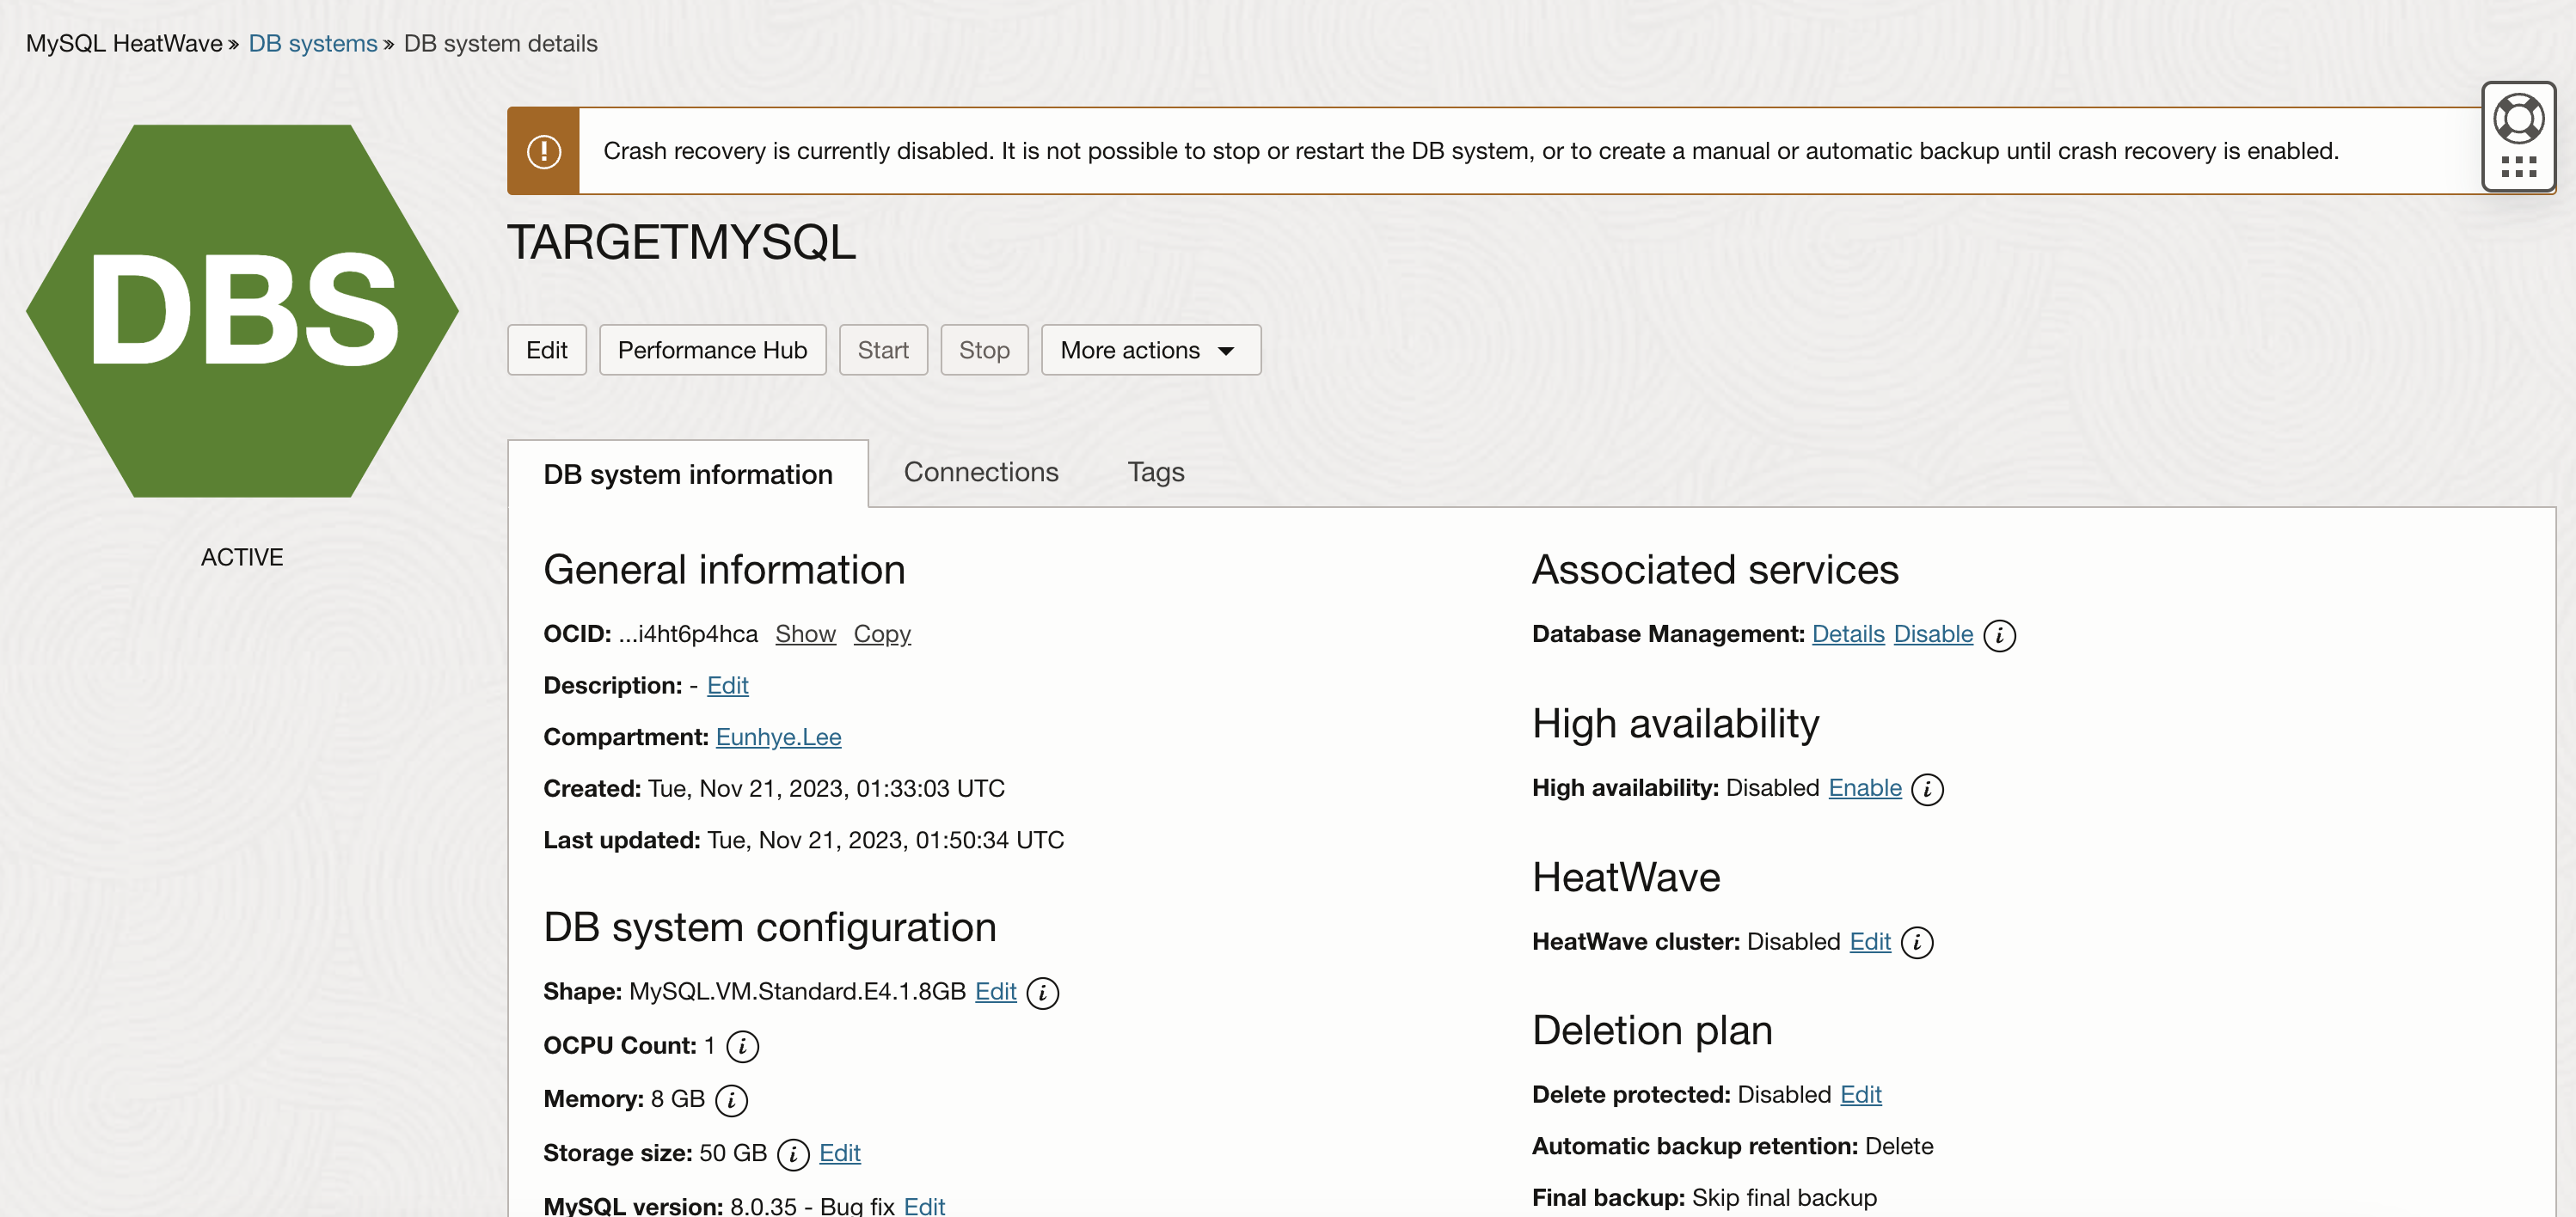 MySQL HeatWave » DB systems » DB system details
Crash recovery is currently disabled. It is not possible to stop or restart the DB system, or to create a manual or automatic backup until crash recovery is enabled.
DBS
ACTIVE
TARGETMYSQL
Edit Performance Hub Start Stop More actions
DB system information Connections Tags
General information
OCID: ...i4ht6p4hca Show Copy
Description: - Edit
Compartment: Eunhye.Lee
Created: Tue, Nov 21, 2023, 01:33:03 UTC
Last updated: Tue, Nov 21, 2023, 01:50:34 UTC
DB system configuration
Shape: MySQL.VM.Standard.E4.1.8GB Edit
OCPU Count: 1
Memory: 8 GB
Storage size: 50 GB Edit
MySQL version: 8.0.35 - Bug fix Edit
Associated services
Database Management: Details Disable
High availability
High availability: Disabled Enable
HeatWave
HeatWave cluster: Disabled Edit
Deletion plan
Delete protected: Disabled Edit
Automatic backup retention: Delete
Final backup: Skip final backup